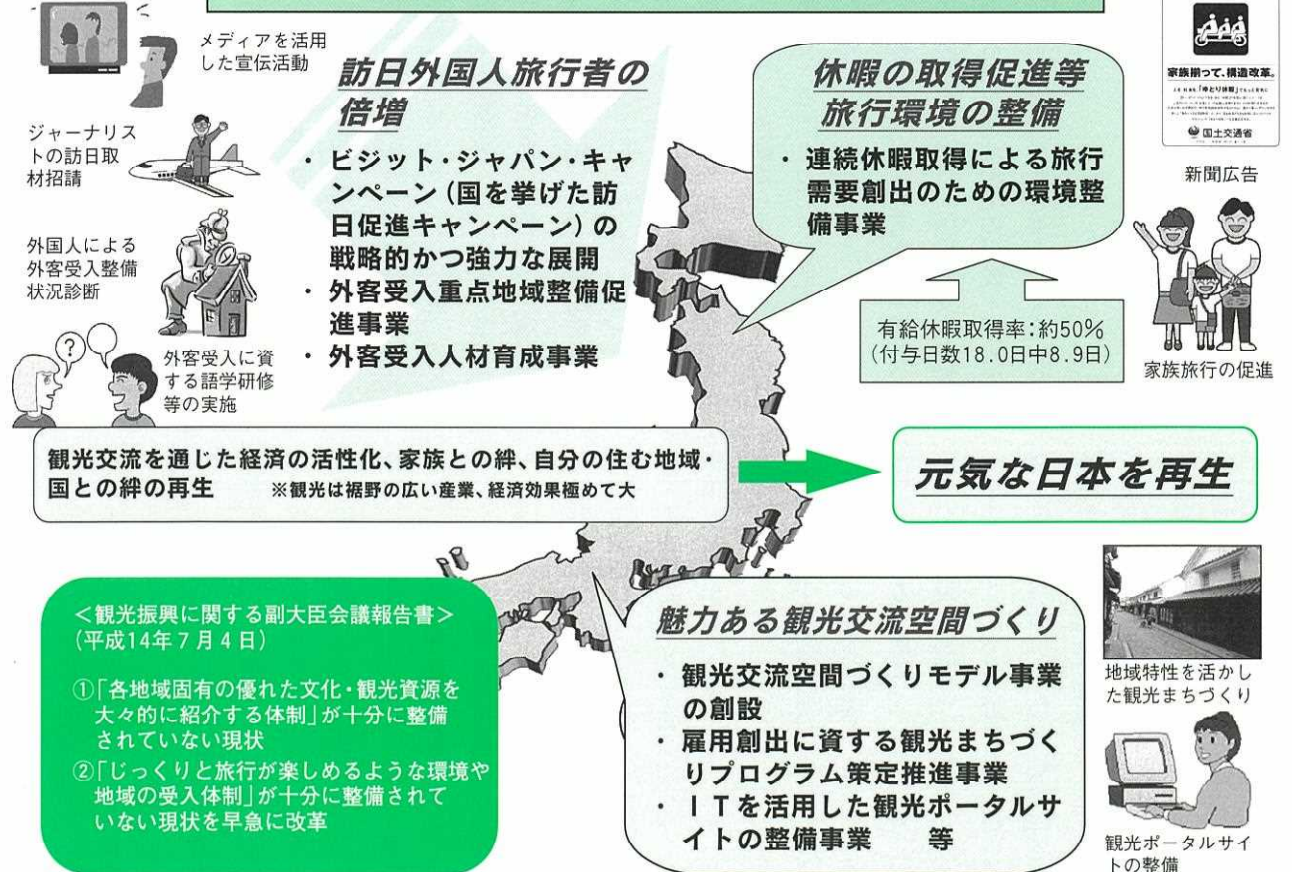 メディアを活用
した宣伝活動
ジャーナリス
トの訪日取
材招請
外国人による
外客受入整備
状況診断
?
外客受入に資
する語学研修
等の実施
訪日外国人旅行者の
倍増
・ビジット・ジャパン・キャ
ンペーン(国を挙げた訪
日促進キャンペーン)の
戦略的かつ強力な展開
・外客受入重点地域整備促
進事業
・外客受入人材育成事業
休暇の取得促進等
旅行環境の整備
・連続休暇取得による旅行
需要創出のための環境整
備事業
有給休暇取得率:約50%
(付与日数18.0日中8.9日)
家族揃って、構造改革。
国土交通省
新聞広告
家族旅行の促進
観光交流を通じた経済の活性化、家族との絆、自分の住む地域・
国との絆の再生 ※観光は裾野の広い産業、経済効果極めて大
元気な日本を再生
<観光振興に関する副大臣会議報告書>
(平成14年7月4日)
①「各地域固有の優れた文化・観光資源を
大々的に紹介する体制」が十分に整備
されていない現状
②「じっくりと旅行が楽しめるような環境や
地域の受入体制」が十分に整備されて
いない現状を早急に改革
魅力ある観光交流空間づくり
・観光交流空間づくりモデル事業
の創設
・雇用創出に資する観光まちづく
りプログラム策定推進事業
・ITを活用した観光ポータルサ
イトの整備事業 等
地域特性を活かし
た観光まちづくり
観光ポータルサイ
トの整備